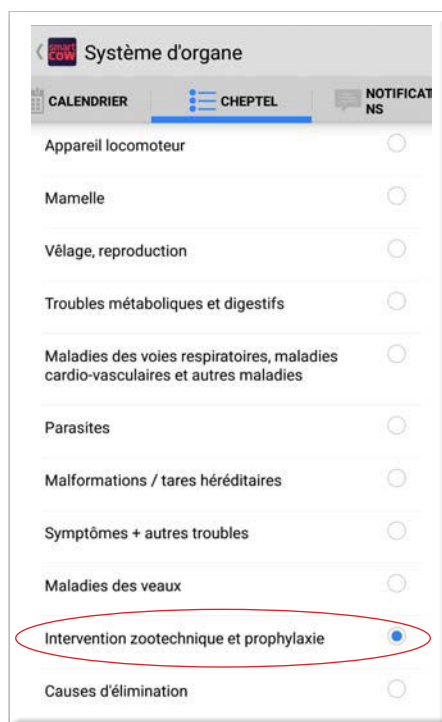 smart
COW
Système d'organe
CALENDRIER
CHEPTEL
NOTIFICAT
NS
Appareil locomoteur
Mamelle
Vêlage, reproduction
Troubles métaboliques et digestifs
Maladies des voies respiratoires, maladies
cardio-vasculaires et autres maladies
Parasites
Malformations / tares héréditaires
Symptômes + autres troubles
Maladies des veaux
Intervention zootechnique et prophylaxie
Causes d'élimination